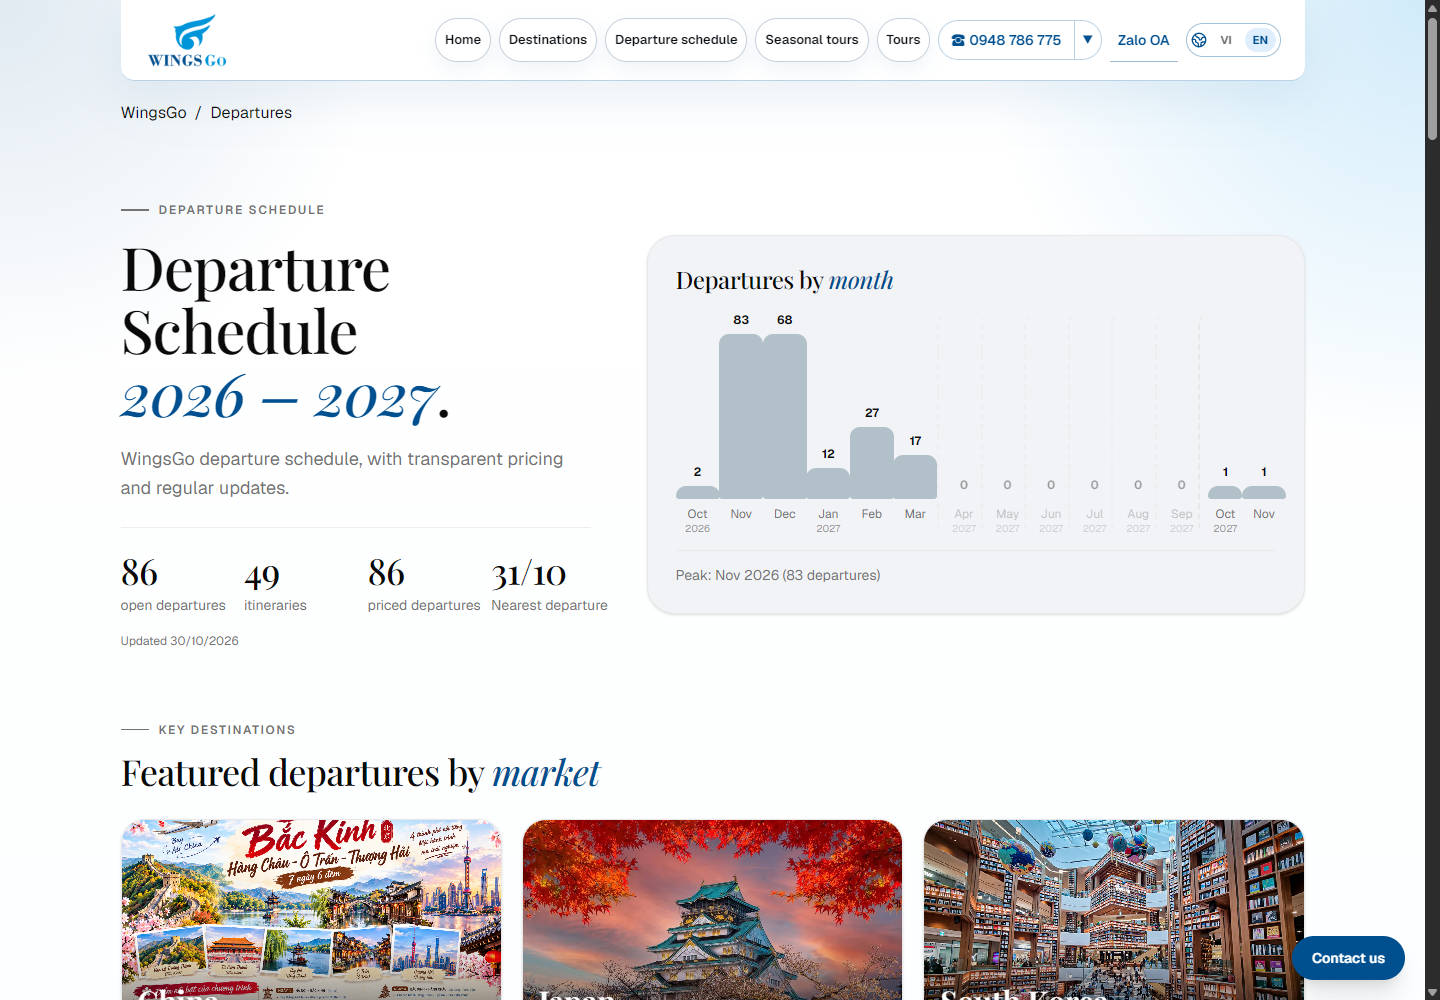 WINGS GO
Home
Destinations
Departure schedule
Seasonal tours
Tours
☎ 0948 786 775
▼
Zalo OA
VI
EN
WingsGo / Departures
DEPARTURE SCHEDULE
Departure
Schedule
2026 – 2027.
WingsGo departure schedule, with transparent pricing
and regular updates.
86
open departures
49
itineraries
86
priced departures
31/10
Nearest departure
Updated 30/10/2026
Departures by month
83
68
27
17
12
2
0
0
0
0
0
0
1
1
Oct
2026
Nov
Dec
Jan
2027
Feb
Mar
Apr
2027
May
2027
Jun
2027
Jul
2027
Aug
2027
Sep
2027
Oct
2027
Nov
Peak: Nov 2026 (83 departures)
KEY DESTINATIONS
Featured departures by market
Bắc Kinh
Hàng Châu - Ô Trấn - Thượng Hải
7 ngày 6 đêm
China
Japan
South Korea
Contact us